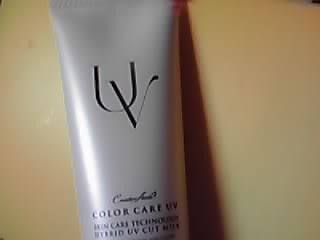 UV
COLOR CARE UV
SKIN CARE TECHNOLOGY
HYBRID UV CUT MILK